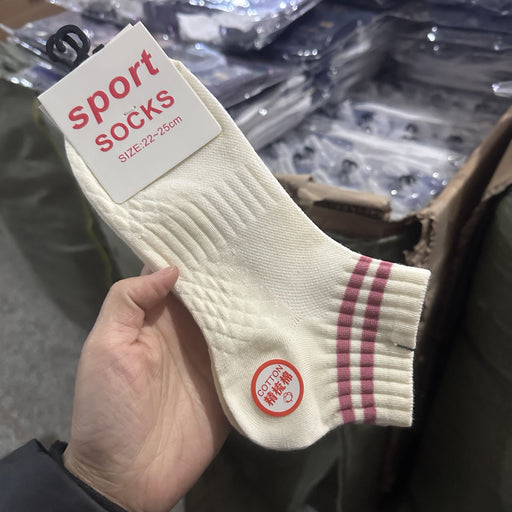 sport
SOCKS
SIZE:22~25cm
COTTON
精梳棉